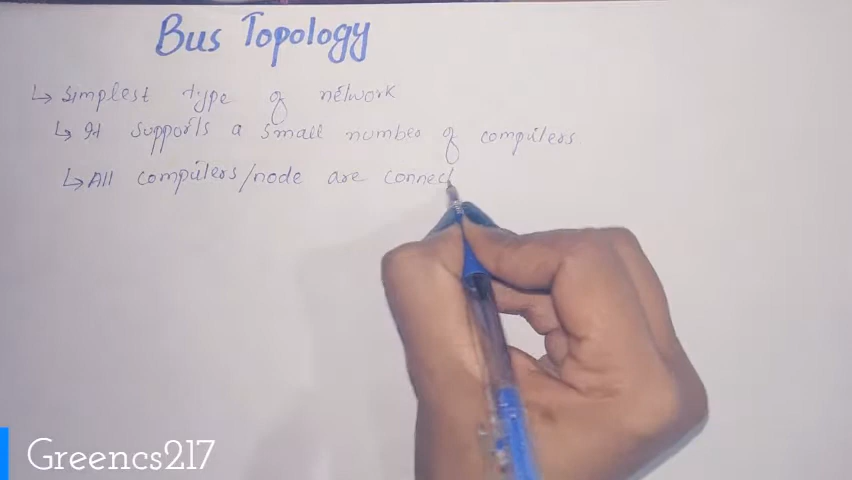 Bus Topology
↳ Simplest type of network
↳ It supports a small number of computers
↳ All computers/node are connect
Greencs217